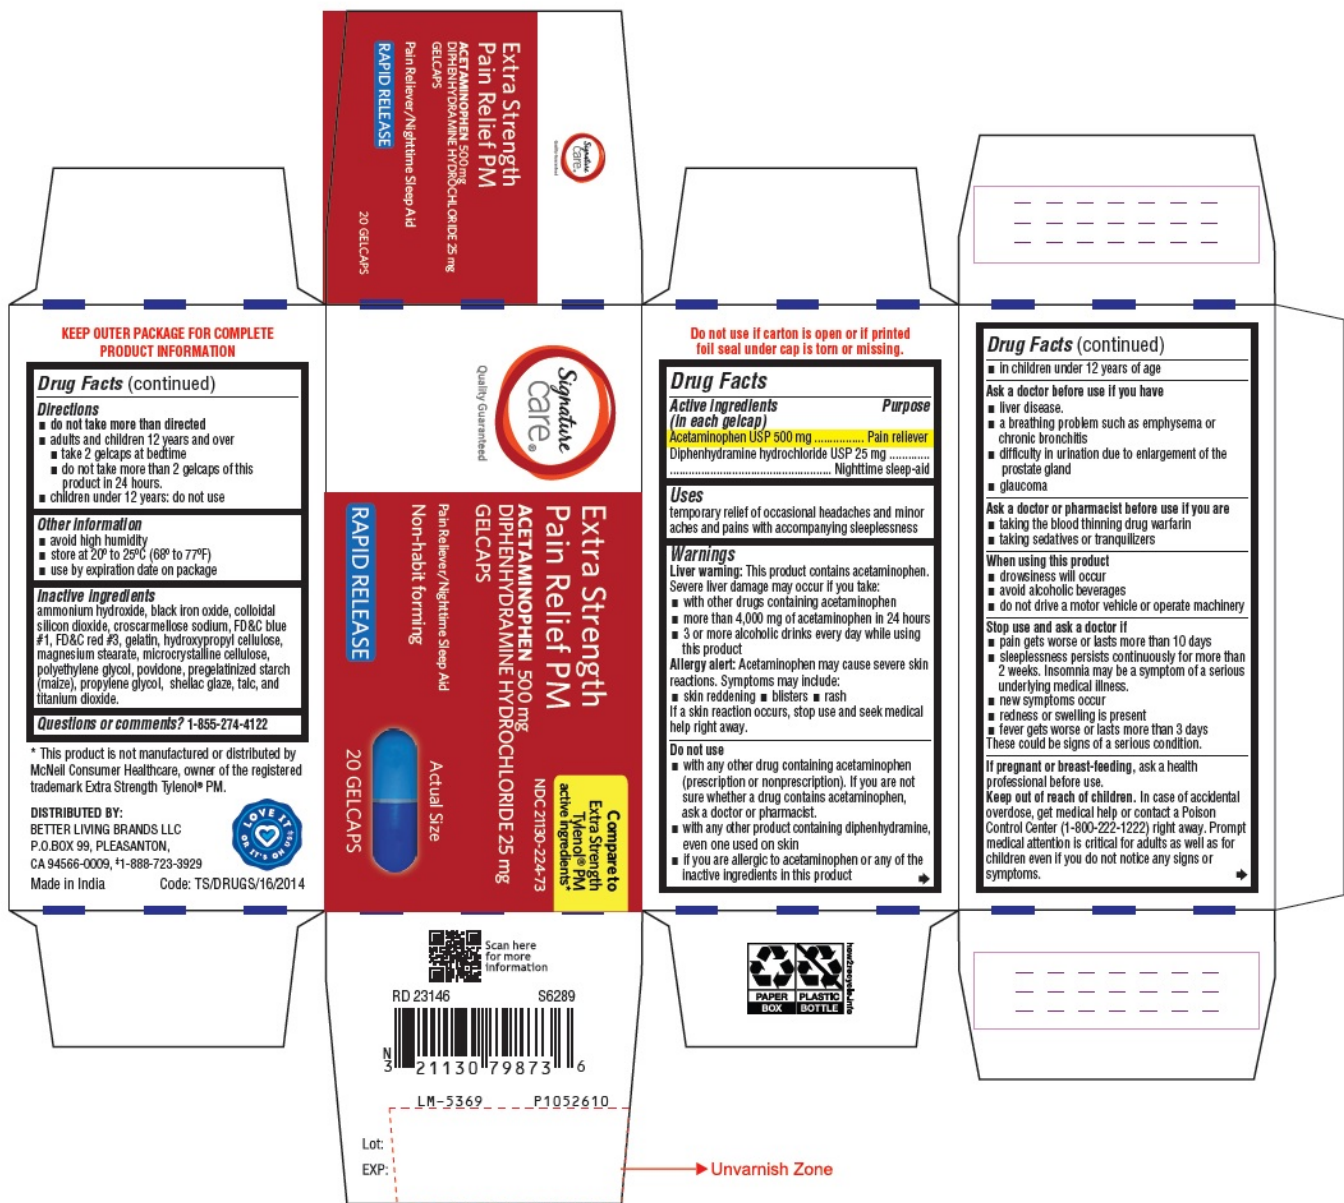 Extra Strength
Pain Relief PM
ACETAMINOPHEN 500 mg
DIPHENHYDRAMINE HYDROCHLORIDE 25 mg
GELCAPS
Pain Reliever/Nighttime Sleep Aid
RAPID RELEASE
20 GELCAPS
Signature
care®
Quality Guaranteed
KEEP OUTER PACKAGE FOR COMPLETE
PRODUCT INFORMATION
Drug Facts (continued)
Directions
■ do not take more than directed
■ adults and children 12 years and over
■ take 2 gelcaps at bedtime
■ do not take more than 2 gelcaps of this
product in 24 hours.
■ children under 12 years: do not use
Other information
■ avoid high humidity
■ store at 20º to 25ºC (68º to 77ºF)
■ use by expiration date on package
Inactive ingredients
ammonium hydroxide, black iron oxide, colloidal
silicon dioxide, croscarmellose sodium, FD&C blue
#1, FD&C red #3, gelatin, hydroxypropyl cellulose,
magnesium stearate, microcrystalline cellulose,
polyethylene glycol, povidone, pregelatinized starch
(maize), propylene glycol, shellac glaze, talc, and
titanium dioxide.
Questions or comments? 1-855-274-4122
* This product is not manufactured or distributed by
McNeil Consumer Healthcare, owner of the registered
trademark Extra Strength Tylenol® PM.
DISTRIBUTED BY:
BETTER LIVING BRANDS LLC
P.O.BOX 99, PLEASANTON,
CA 94566-0009, ‡1-888-723-3929
Made in India Code: TS/DRUGS/16/2014
LOVE IT
OR IT'S ON US‡
Signature
care®
Quality Guaranteed
Extra Strength
Pain Relief PM
ACETAMINOPHEN 500 mg
DIPHENHYDRAMINE HYDROCHLORIDE 25 mg
GELCAPS
Pain Reliever/Nighttime Sleep Aid
Non-habit forming
RAPID RELEASE
Actual Size
20 GELCAPS
NDC 21130-224-73
Compare to
Extra Strength
Tylenol® PM
active ingredients*
Do not use if carton is open or if printed
foil seal under cap is torn or missing.
Drug Facts
Active ingredients Purpose
(in each gelcap)
Acetaminophen USP 500 mg ................ Pain reliever
Diphenhydramine hydrochloride USP 25 mg .............
.................................................... Nighttime sleep-aid
Uses
temporary relief of occasional headaches and minor
aches and pains with accompanying sleeplessness
Warnings
Liver warning: This product contains acetaminophen.
Severe liver damage may occur if you take:
■ with other drugs containing acetaminophen
■ more than 4,000 mg of acetaminophen in 24 hours
■ 3 or more alcoholic drinks every day while using
this product
Allergy alert: Acetaminophen may cause severe skin
reactions. Symptoms may include:
■ skin reddening ■ blisters ■ rash
If a skin reaction occurs, stop use and seek medical
help right away.
Do not use
■ with any other drug containing acetaminophen
(prescription or nonprescription). If you are not
sure whether a drug contains acetaminophen,
ask a doctor or pharmacist.
■ with any other product containing diphenhydramine,
even one used on skin
■ if you are allergic to acetaminophen or any of the
inactive ingredients in this product
Drug Facts (continued)
■ in children under 12 years of age
Ask a doctor before use if you have
■ liver disease.
■ a breathing problem such as emphysema or
chronic bronchitis
■ difficulty in urination due to enlargement of the
prostate gland
■ glaucoma
Ask a doctor or pharmacist before use if you are
■ taking the blood thinning drug warfarin
■ taking sedatives or tranquilizers
When using this product
■ drowsiness will occur
■ avoid alcoholic beverages
■ do not drive a motor vehicle or operate machinery
Stop use and ask a doctor if
■ pain gets worse or lasts more than 10 days
■ sleeplessness persists continuously for more than
2 weeks. Insomnia may be a symptom of a serious
underlying medical illness.
■ new symptoms occur
■ redness or swelling is present
■ fever gets worse or lasts more than 3 days
These could be signs of a serious condition.
If pregnant or breast-feeding, ask a health
professional before use.
Keep out of reach of children. In case of accidental
overdose, get medical help or contact a Poison
Control Center (1-800-222-1222) right away. Prompt
medical attention is critical for adults as well as for
children even if you do not notice any signs or
symptoms.
Scan here
for more
information
RD 23146 S6289
N
3 21130 79873 6
LM-5369 P1052610
Lot:
EXP:
Unvarnish Zone
PAPER
BOX
PLASTIC
BOTTLE
how2recycle.info